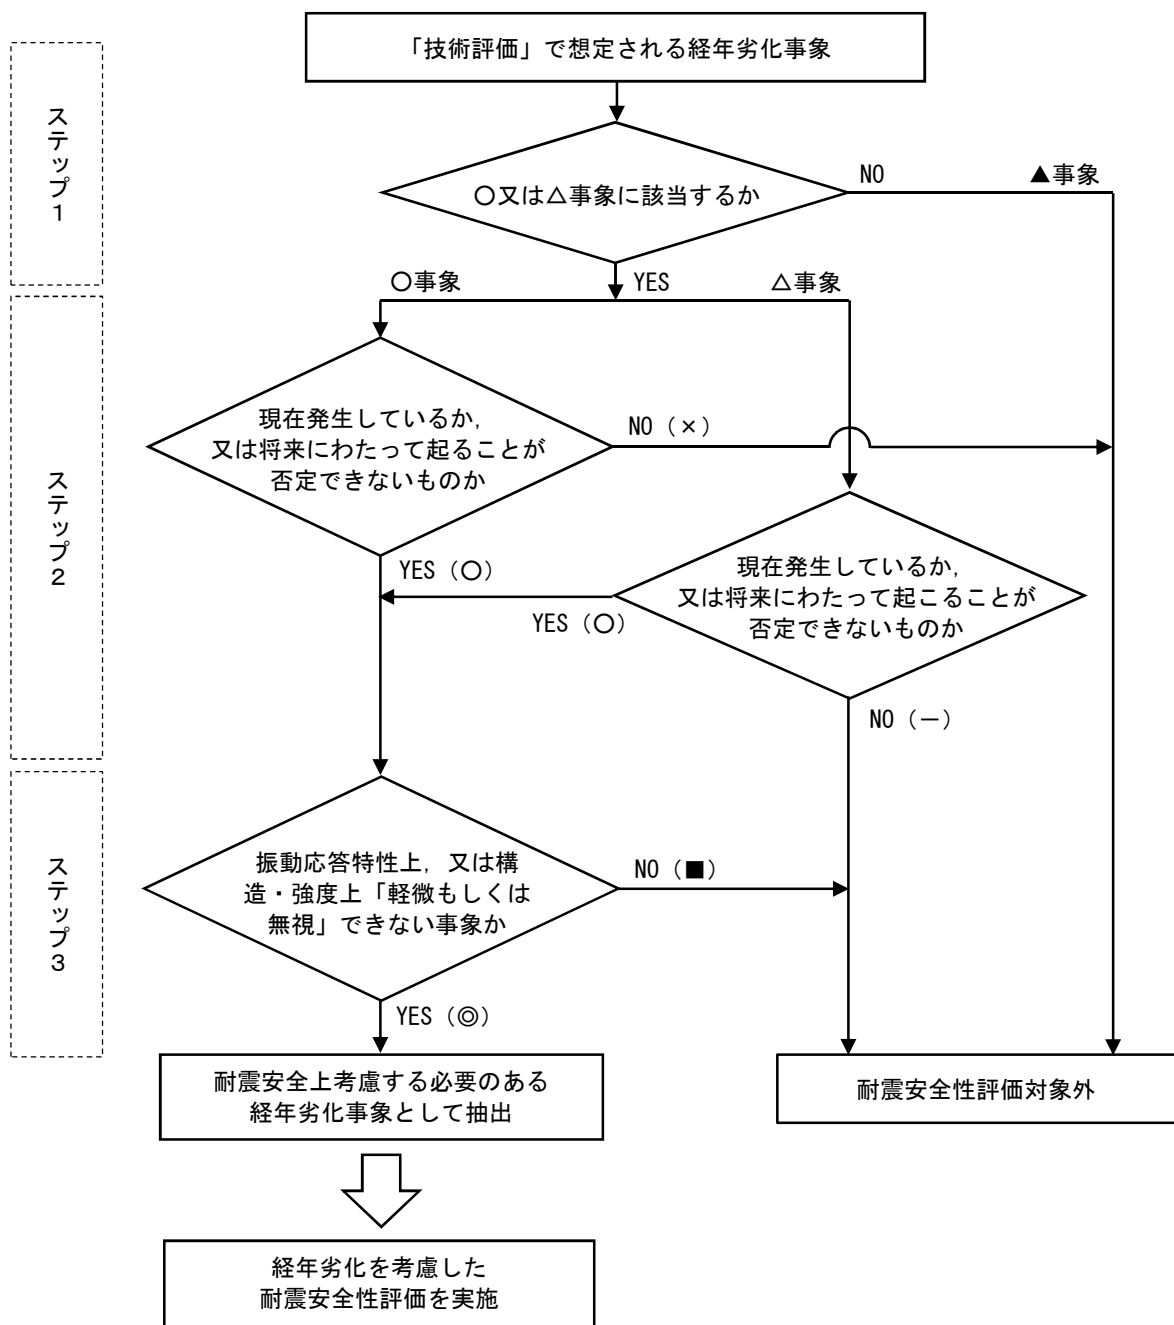 「技術評価」で想定される経年劣化事象
ステップ1
○又は△事象に該当するか
NO
▲事象
○事象
YES
△事象
ステップ2
現在発生しているか,
又は将来にわたって起ることが
否定できないものか
NO（×）
YES（○）
現在発生しているか,
又は将来にわたって起こることが
否定できないものか
YES（○）
NO（－）
ステップ3
振動応答特性上, 又は構
造・強度上「軽微もしくは
無視」できない事象か
NO（■）
YES（◎）
耐震安全上考慮する必要のある
経年劣化事象として抽出
耐震安全性評価対象外
経年劣化を考慮した
耐震安全性評価を実施